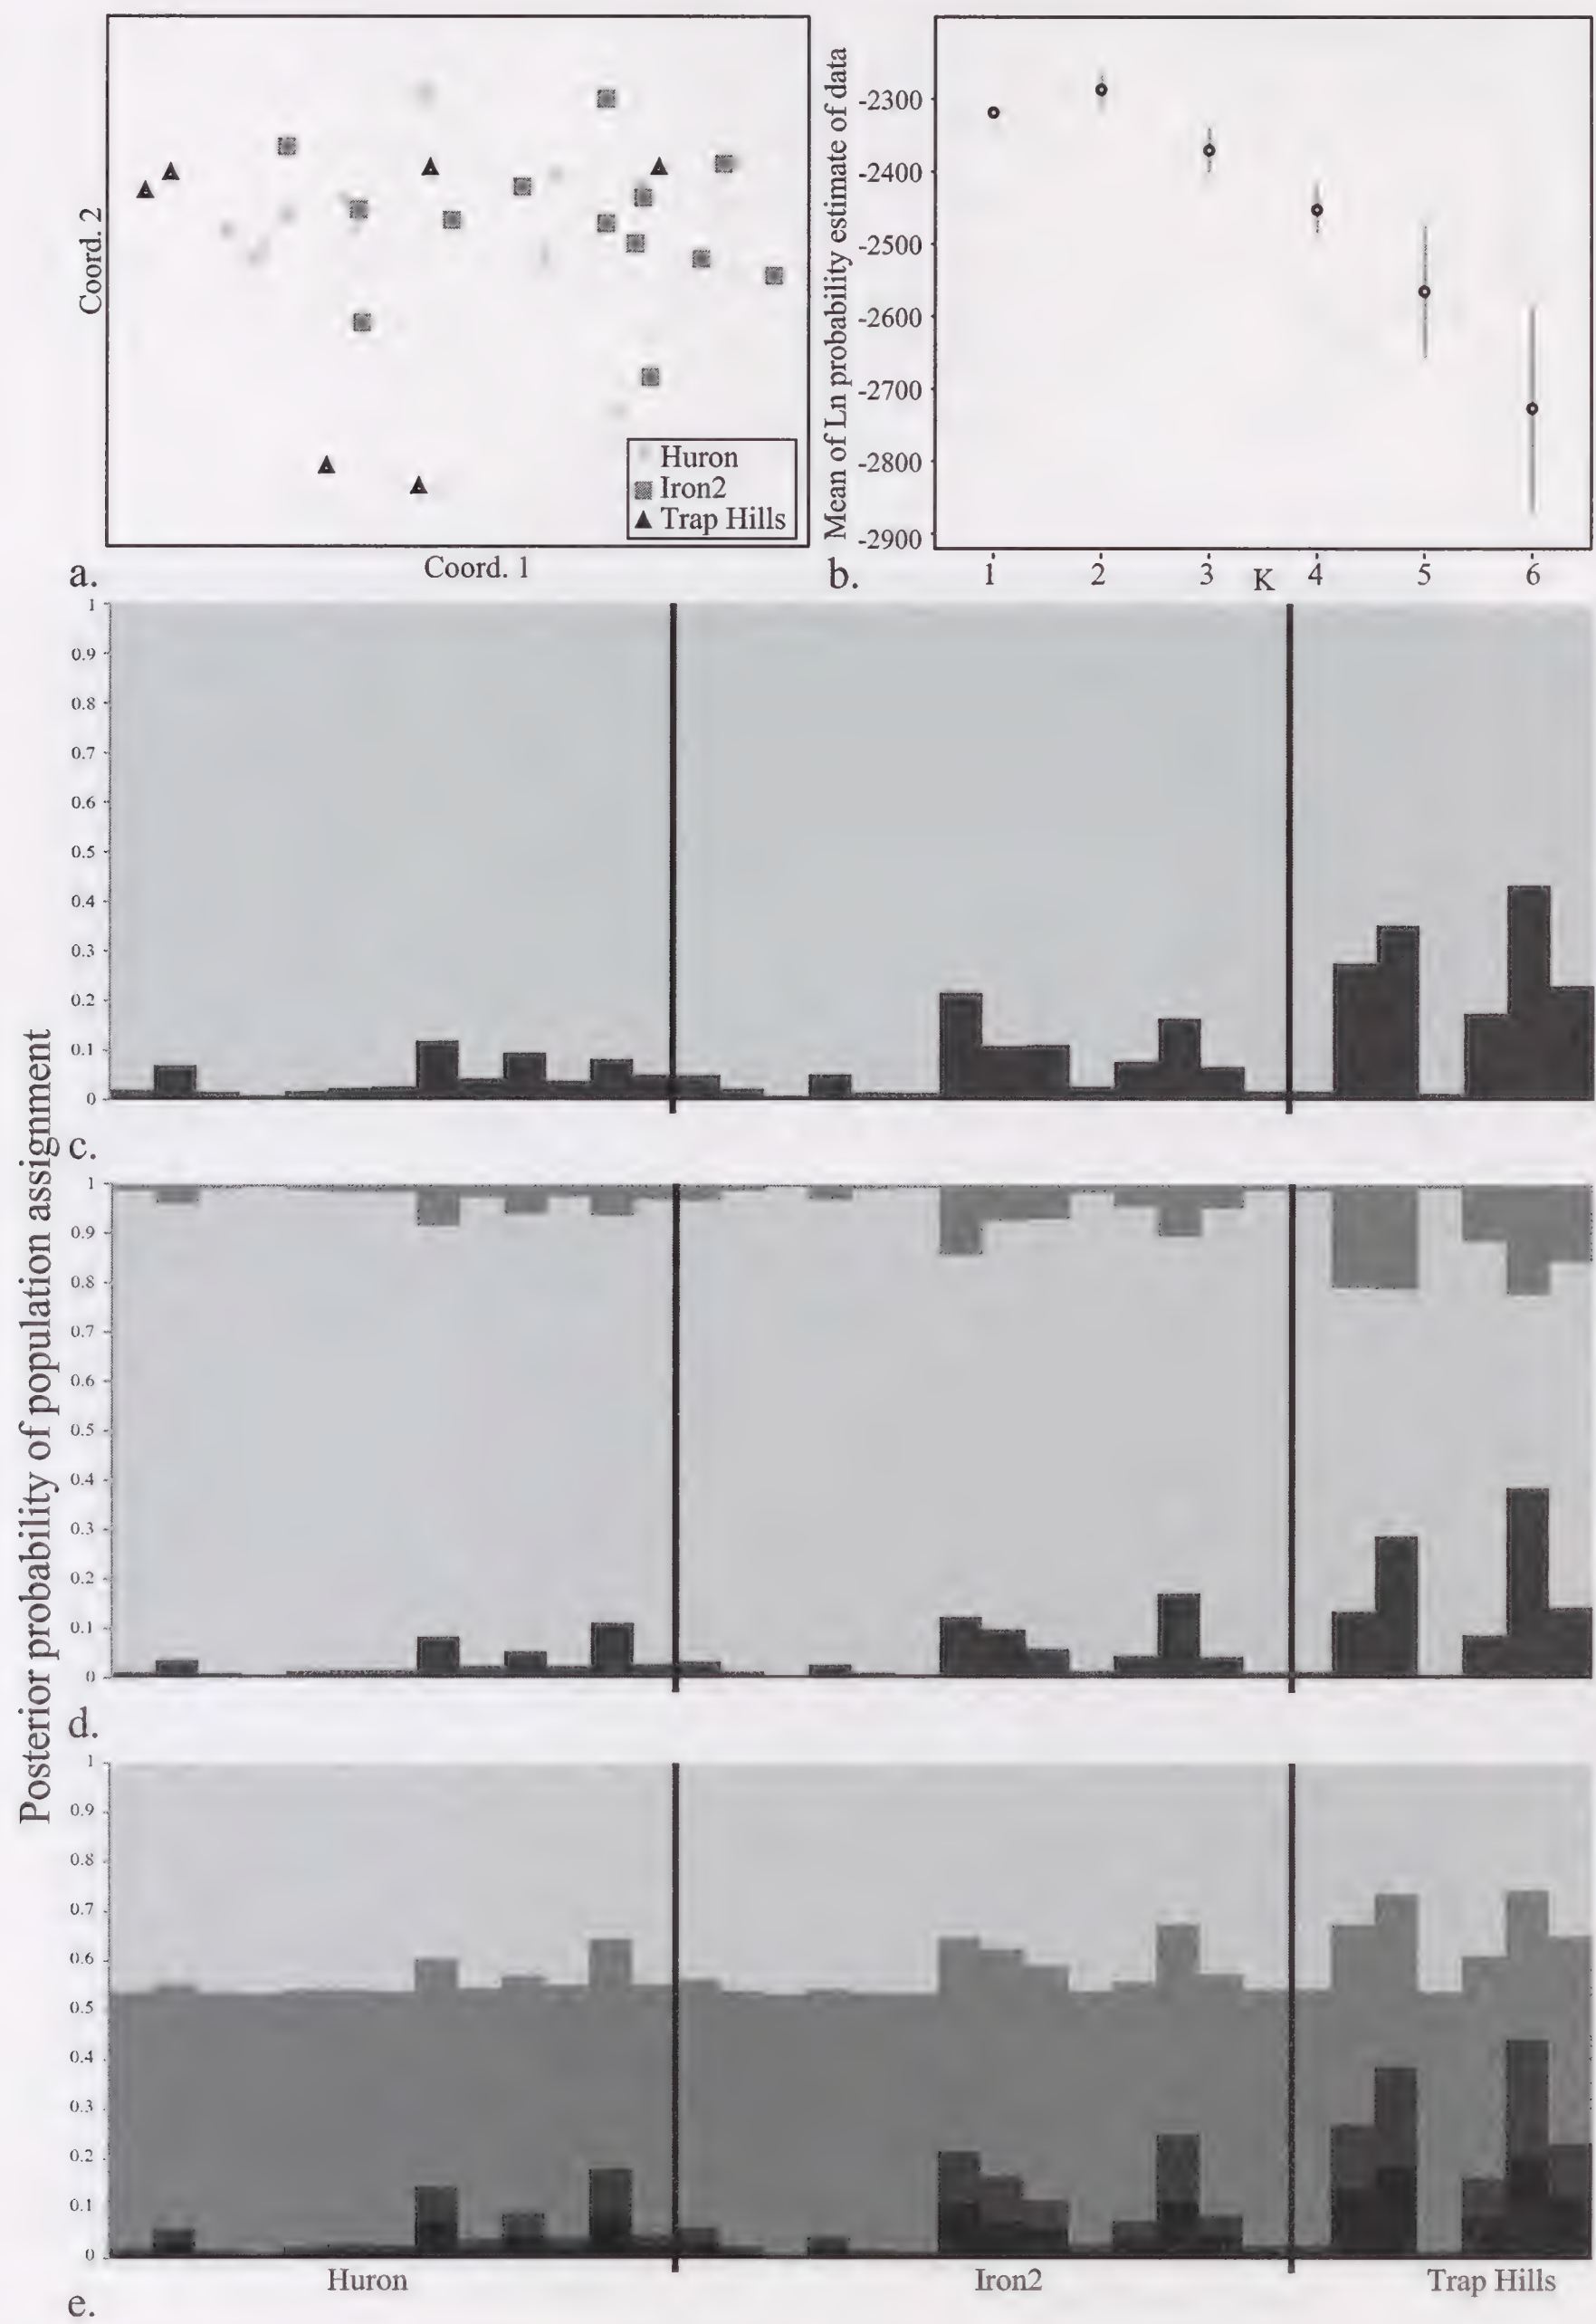 Coord. 2
Huron
Iron2
Trap Hills
Coord. 1
a.
Mean of Ln probability estimate of data
-2300
-2400
-2500
-2600
-2700
-2800
-2900
1 2 3 K 4 5 6
b.
Posterior probability of population assignment
1
0.9
0.8
0.7
0.6
0.5
0.4
0.3
0.2
0.1
0
c.
1
0.9
0.8
0.7
0.6
0.5
0.4
0.3
0.2
0.1
0
d.
1
0.9
0.8
0.7
0.6
0.5
0.4
0.3
0.2
0.1
0
Huron Iron2 Trap Hills
e.